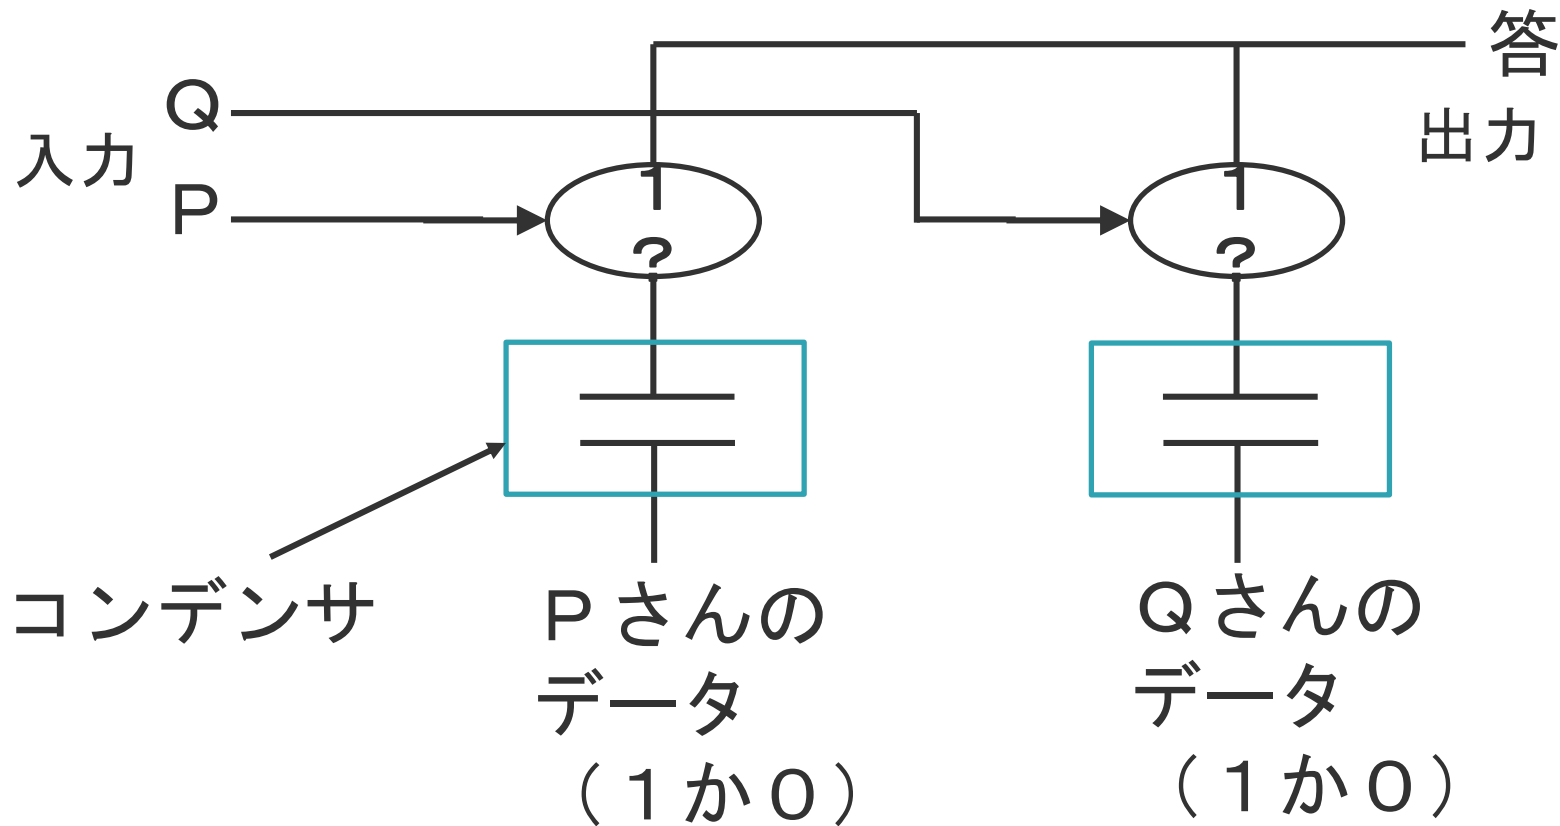 答
出力
入力
Ｑ
Ｐ
１
？
１
？
コンデンサ
Ｐさんの
データ
（１か０）
Ｑさんの
データ
（１か０）